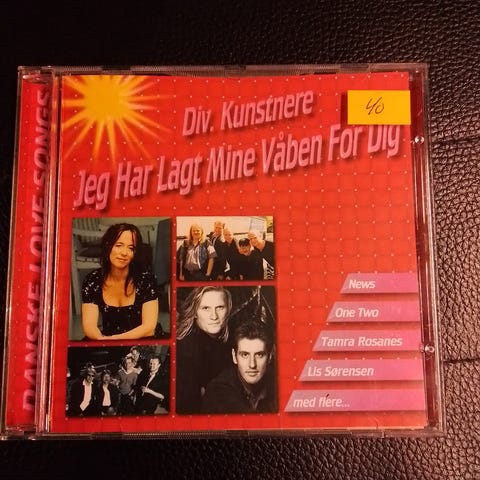 DANSKE LOVE SONGS
Div. Kunstnere
40
Jeg Har Lagt Mine Våben For Dig
News
One Two
Tamra Rosanes
Lis Sørensen
med flere...